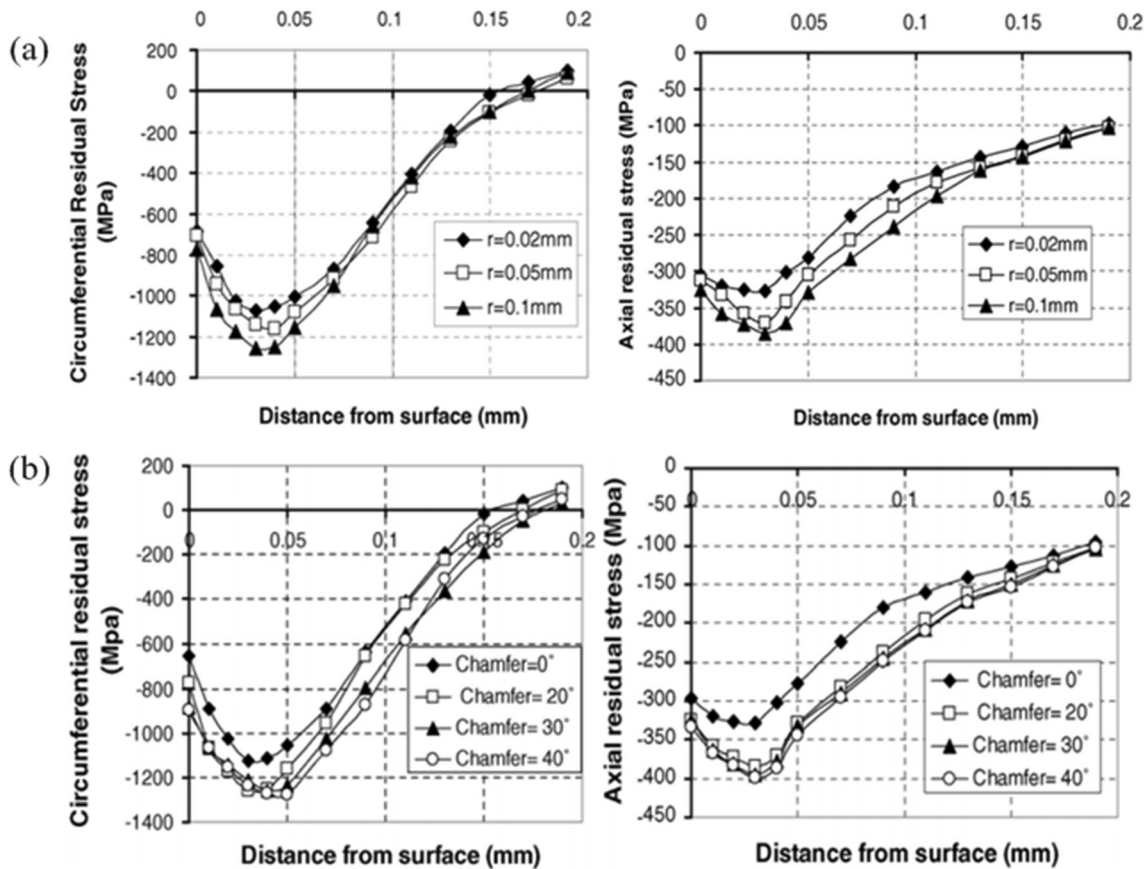 (a)
0 0.05 0.1 0.15 0.2
200
0
-200
-400
-600
-800
-1000
-1200
-1400
Circumferential Residual Stress
(MPa)
r=0.02mm
r=0.05mm
r=0.1mm
Distance from surface (mm)
0 0.05 0.1 0.15 0.2
0
-50
-100
-150
-200
-250
-300
-350
-400
-450
Axial residual stress (MPa)
r=0.02mm
r=0.05mm
r=0.1mm
Distance from surface (mm)
(b)
200
0
-200
-400
-600
-800
-1000
-1200
-1400
0 0.05 0.1 0.15 0.2
Circumferential residual stress
(Mpa)
Chamfer=0°
Chamfer= 20°
Chamfer= 30°
Chamfer= 40°
Distance from surface (mm)
0
-50
-100
-150
-200
-250
-300
-350
-400
-450
0 0.05 0.1 0.15 0.2
Axial residual stress (Mpa)
Chamfer= 0°
Chamfer= 20°
Chamfer= 30°
Chamfer= 40°
Distance from surface (mm)